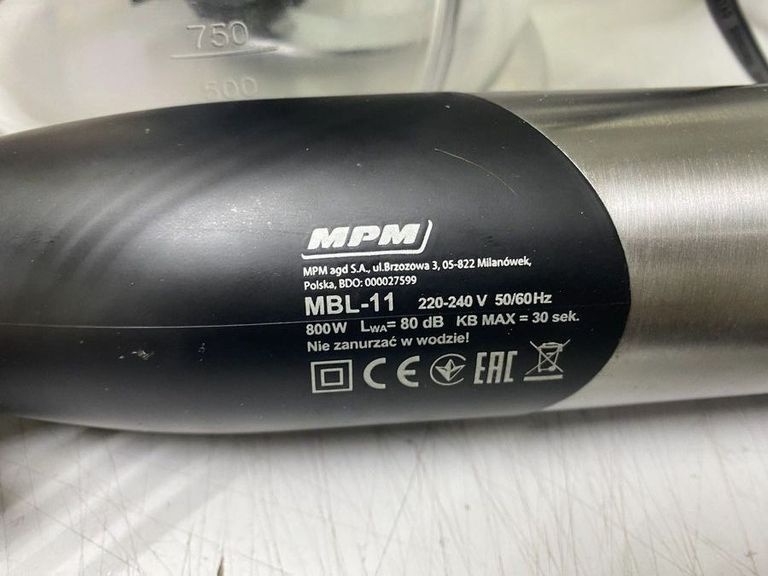 750
500
MPM
MPM agd S.A., ul.Brzozowa 3, 05-822 Milanówek,
Polska, BDO: 000027599
MBL-11 220-240 V 50/60Hz
800W LWA= 80 dB KB MAX = 30 sek.
Nie zanurzać w wodzie!
CE EAC